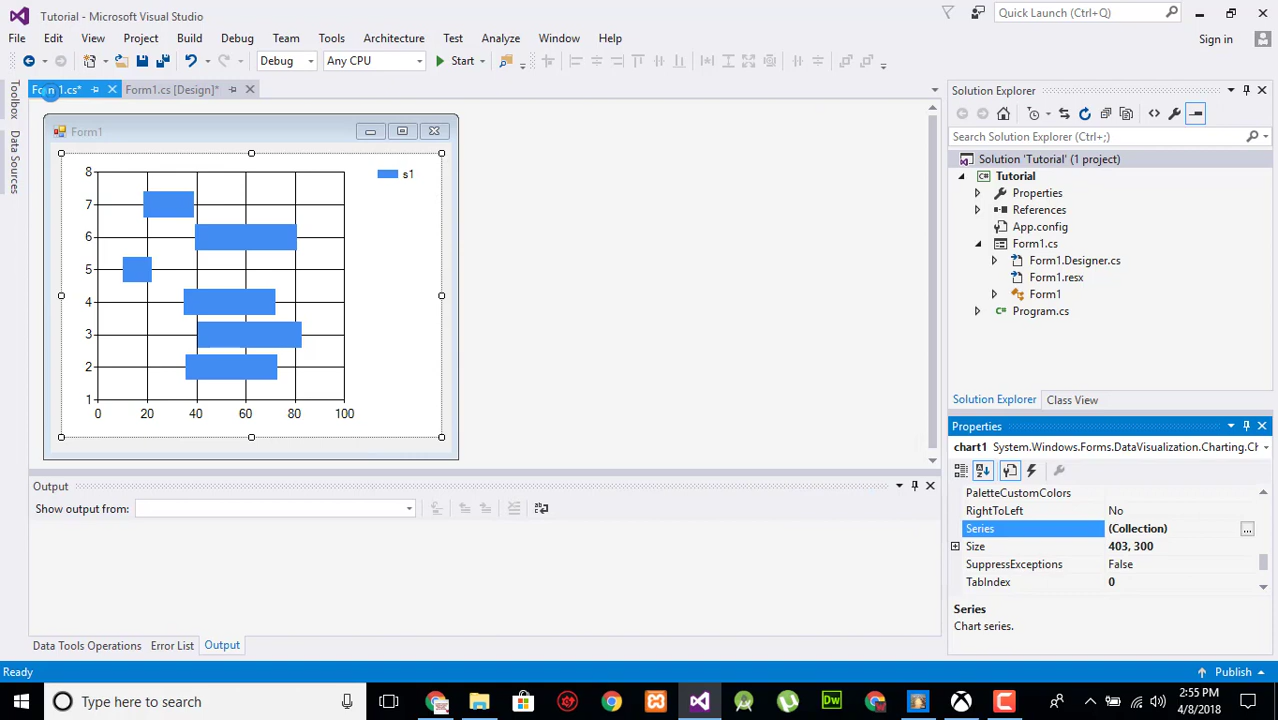 Tutorial - Microsoft Visual Studio
Quick Launch (Ctrl+Q)
File Edit View Project Build Debug Team Tools Architecture Test Analyze Window Help
Sign in
Debug Any CPU Start
Form1.cs* Form1.cs [Design]*
Toolbox
Data Sources
Form1
s1
8
7
6
5
4
3
2
1
0 20 40 60 80 100
Output
Show output from:
Data Tools Operations Error List Output
Solution Explorer
Search Solution Explorer (Ctrl+;)
Solution 'Tutorial' (1 project)
Tutorial
Properties
References
App.config
Form1.cs
Form1.Designer.cs
Form1.resx
Form1
Program.cs
Solution Explorer Class View
Properties
chart1 System.Windows.Forms.DataVisualization.Charting.Ch
PaletteCustomColors
RightToLeft No
Series (Collection) ...
Size 403, 300
SuppressExceptions False
TabIndex 0
Series
Chart series.
Ready
Publish
Type here to search
Dw
2:55 PM
4/8/2018